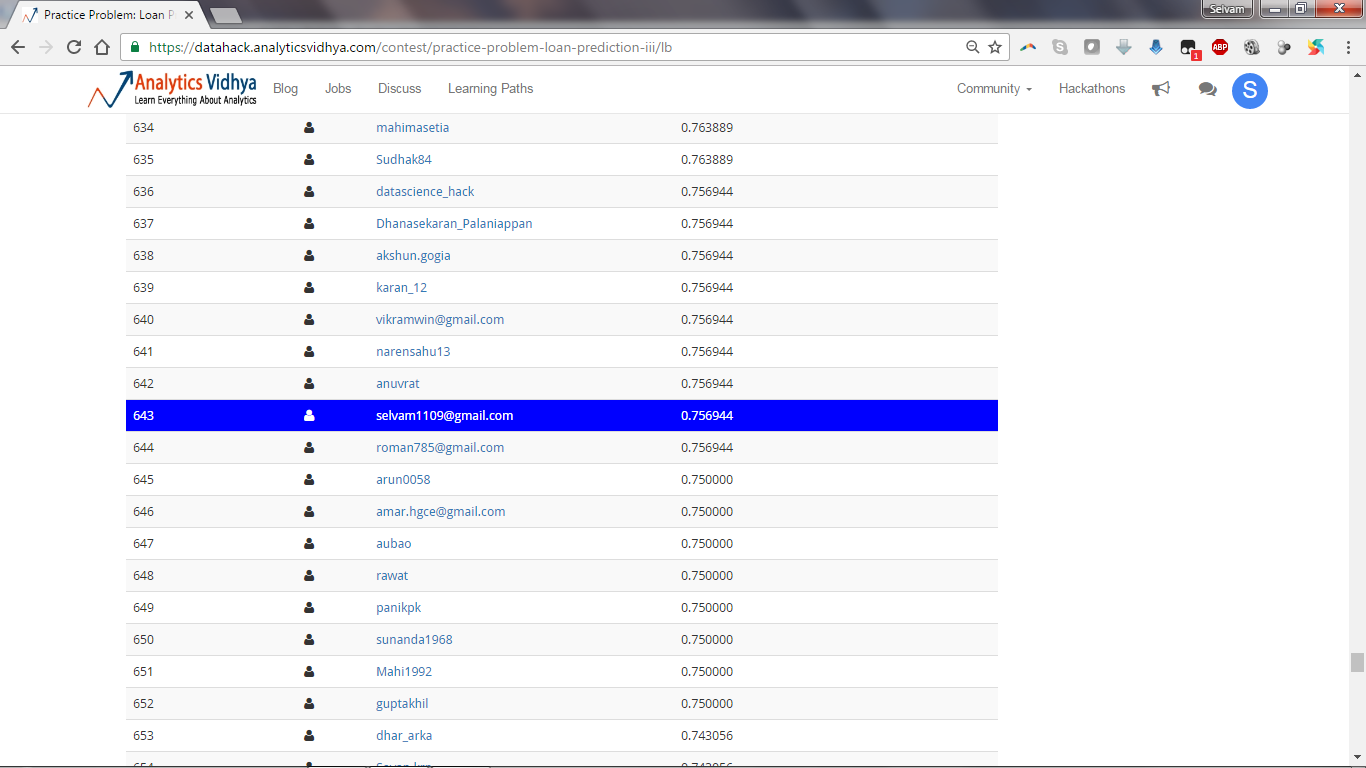 Practice Problem: Loan P
Selvam
https://datahack.analyticsvidhya.com/contest/practice-problem-loan-prediction-iii/lb
1
ABP
Analytics Vidhya
Learn Everything About Analytics
Blog Jobs Discuss Learning Paths Community Hackathons S
634 mahimasetia 0.763889
635 Sudhak84 0.763889
636 datascience_hack 0.756944
637 Dhanasekaran_Palaniappan 0.756944
638 akshun.gogia 0.756944
639 karan_12 0.756944
640 vikramwin@gmail.com 0.756944
641 narensahu13 0.756944
642 anuvrat 0.756944
643 selvam1109@gmail.com 0.756944
644 roman785@gmail.com 0.756944
645 arun0058 0.750000
646 amar.hgce@gmail.com 0.750000
647 aubao 0.750000
648 rawat 0.750000
649 panikpk 0.750000
650 sunanda1968 0.750000
651 Mahi1992 0.750000
652 guptakhil 0.750000
653 dhar_arka 0.743056